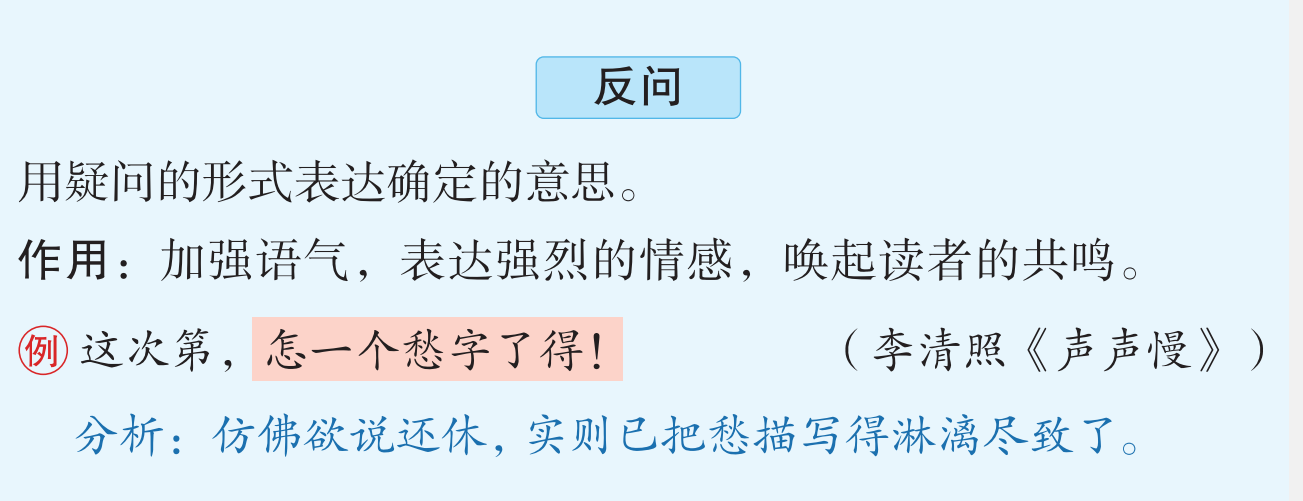 反问
用疑问的形式表达确定的意思。
作用：加强语气，表达强烈的情感，唤起读者的共鸣。
例 这次第，怎一个愁字了得！ （李清照《声声慢》）
分析：仿佛欲说还休，实则已把愁描写得淋漓尽致了。